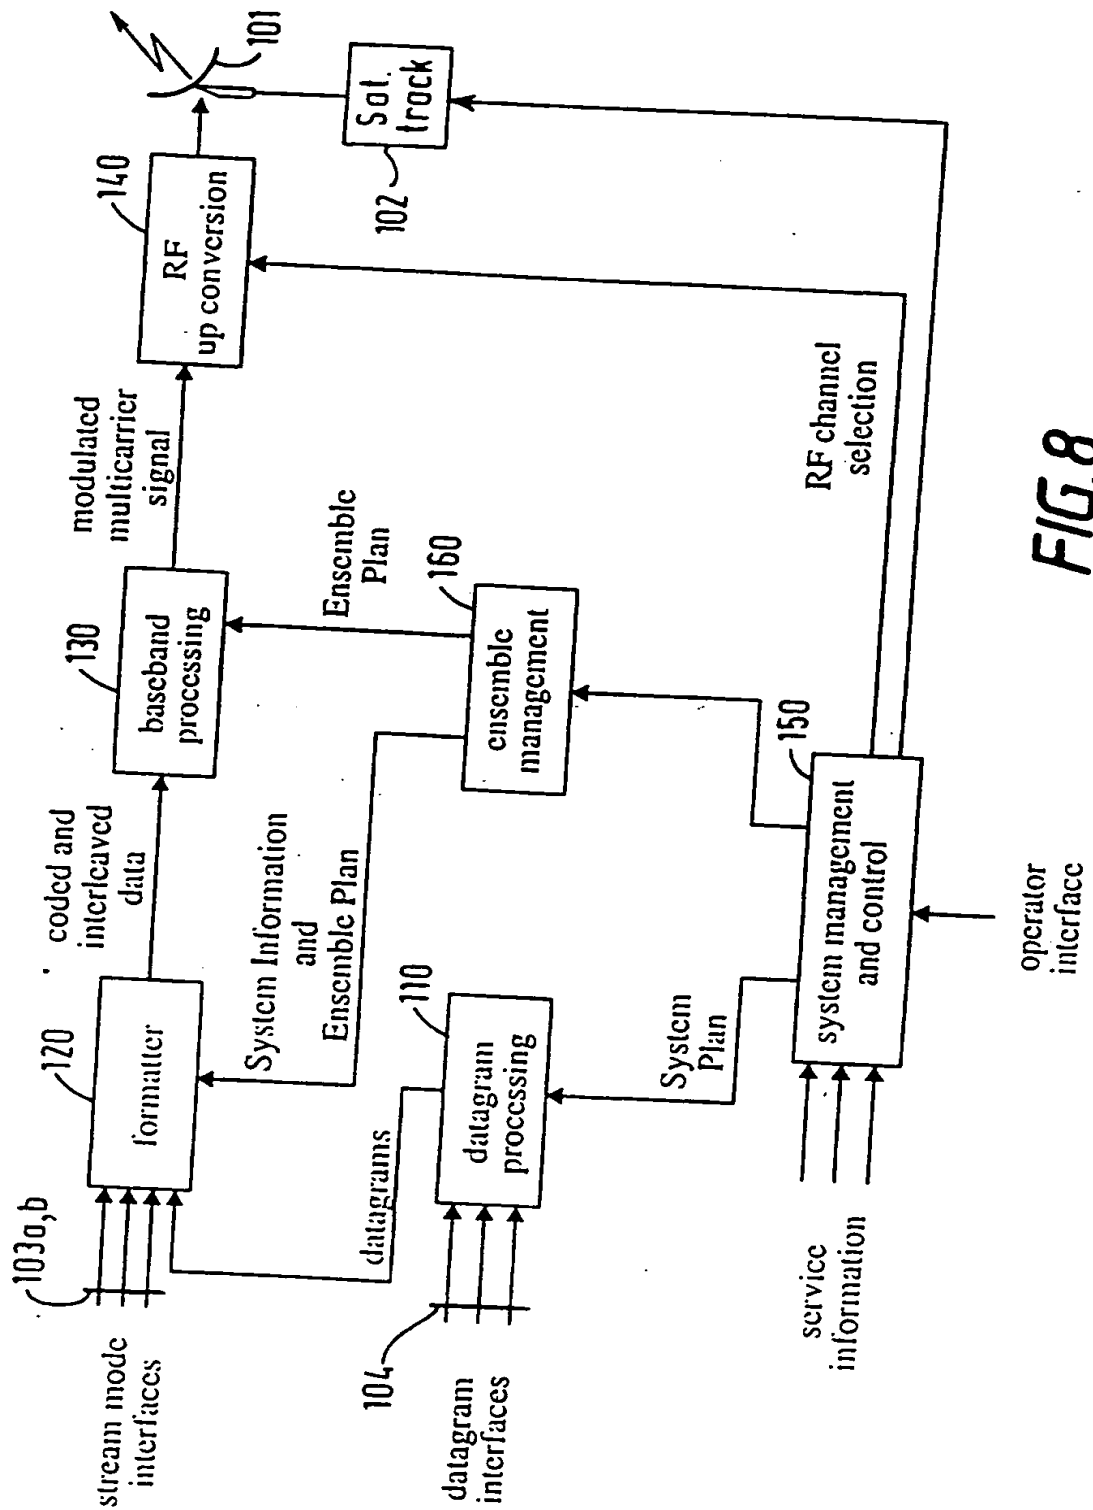 103a,b
stream mode
interfaces
120
formatter
coded and
interleaved
data
130
baseband
processing
modulated
multicarrier
signal
140
RF
up conversion
101
Sat.
track
102
datagrams
System Information
and
Ensemble Plan
Ensemble
Plan
104
datagram
interfaces
110
datagram
processing
160
ensemble
management
System
Plan
RF channel
selection
150
system management
and control
service
information
operator
interface
FIG.8